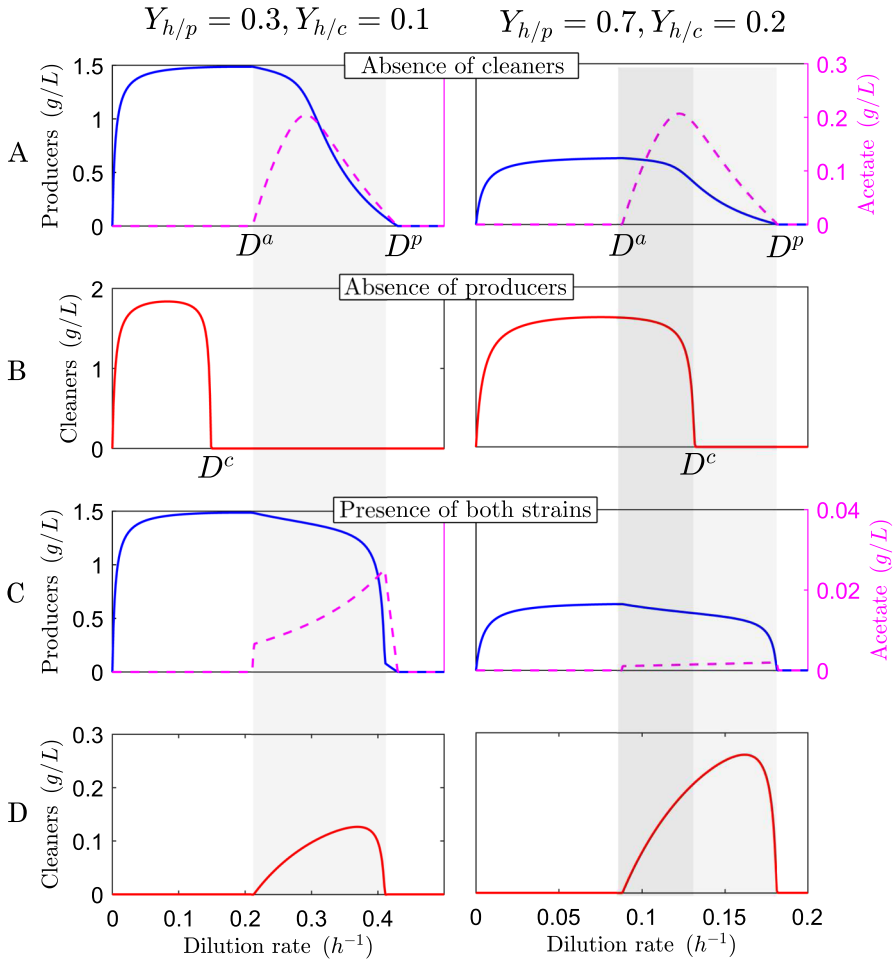 Y_{h/p} = 0.3, Y_{h/c} = 0.1
Y_{h/p} = 0.7, Y_{h/c} = 0.2
Absence of cleaners
A
Producers (g/L)
1.5
1
0.5
0
D^a
D^p
D^a
D^p
0.3
0.2
0.1
0
Acetate (g/L)
Absence of producers
B
Cleaners (g/L)
2
1
0
D^c
D^c
Presence of both strains
C
Producers (g/L)
1.5
1
0.5
0
0.04
0.02
0
Acetate (g/L)
D
Cleaners (g/L)
0.3
0.2
0.1
0
0 0.1 0.2 0.3 0.4
Dilution rate (h^{-1})
0 0.05 0.1 0.15 0.2
Dilution rate (h^{-1})